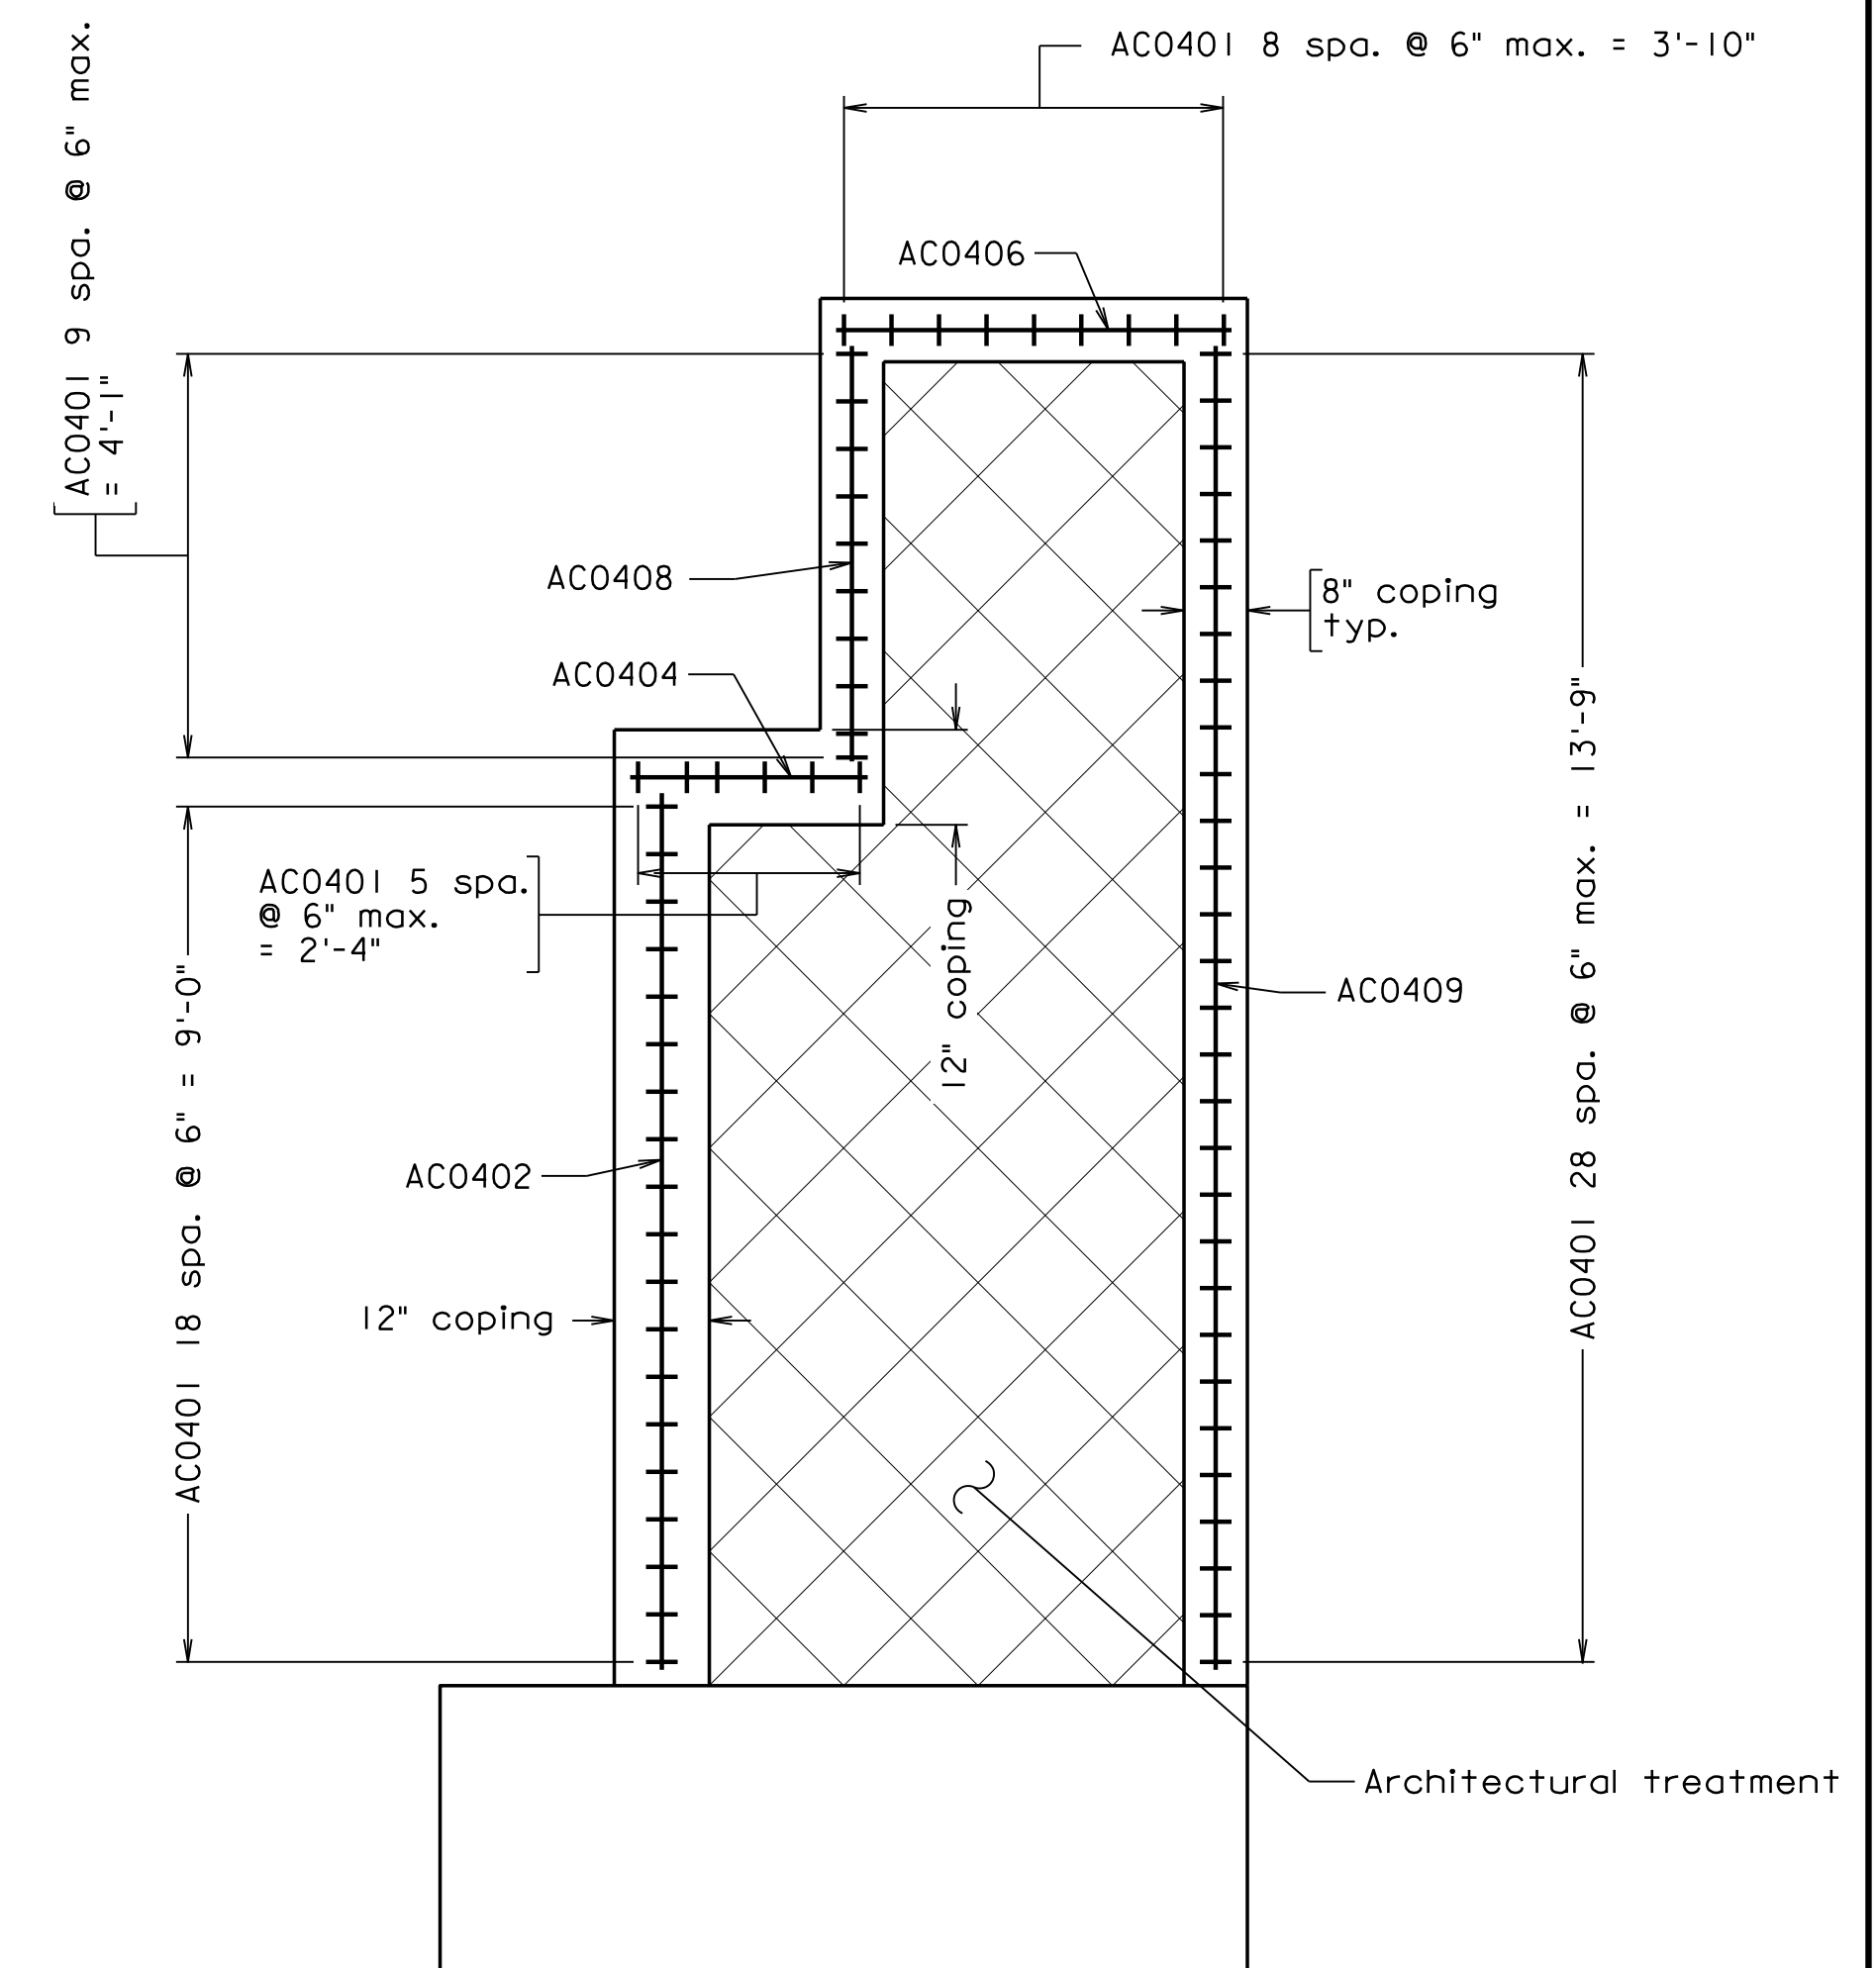 AC0401 8 spa. @ 6" max. = 3'-10"
AC0401 9 spa. @ 6" max.
= 4'-1"
AC0406
AC0408
8" coping
typ.
AC0404
AC0401 5 spa.
@ 6" max.
= 2'-4"
12" coping
AC0409
AC0401 28 spa. @ 6" max. = 13'-9"
AC0401 18 spa. @ 6" = 9'-0"
AC0402
12" coping
Architectural treatment